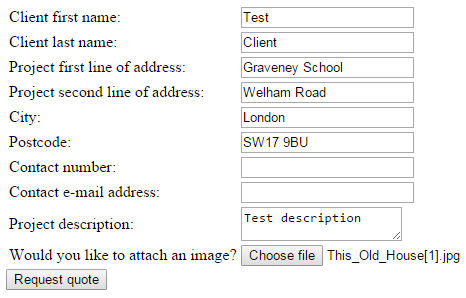 Client first name: Test
Client last name: Client
Project first line of address: Graveney School
Project second line of address: Welham Road
City: London
Postcode: SW17 9BU
Contact number:
Contact e-mail address:
Project description: Test description
Would you like to attach an image? Choose file This_Old_House[1].jpg
Request quote